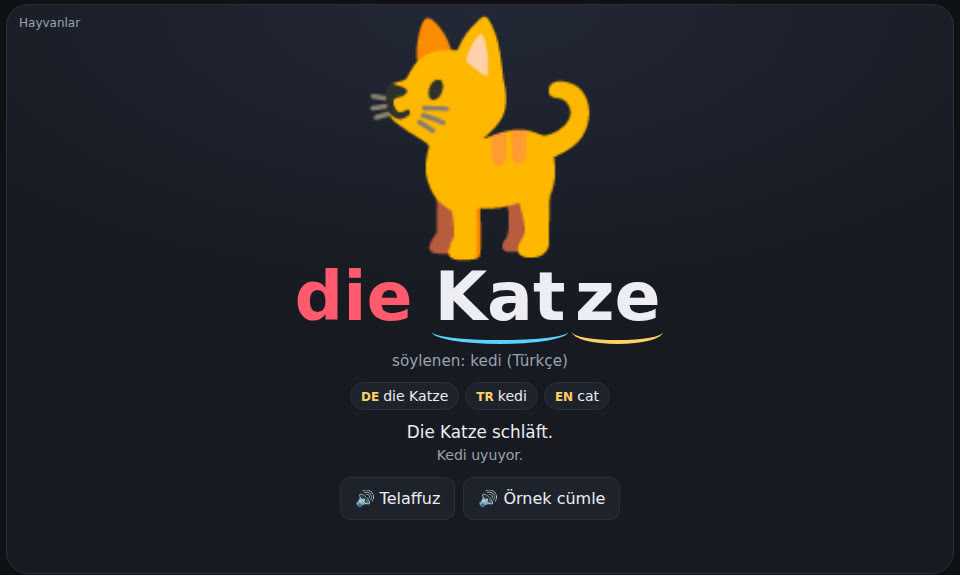 Hayvanlar
die Katze
söylenen: kedi (Türkçe)
DE die Katze TR kedi EN cat
Die Katze schläft.
Kedi uyuyor.
🔊 Telaffuz 🔊 Örnek cümle